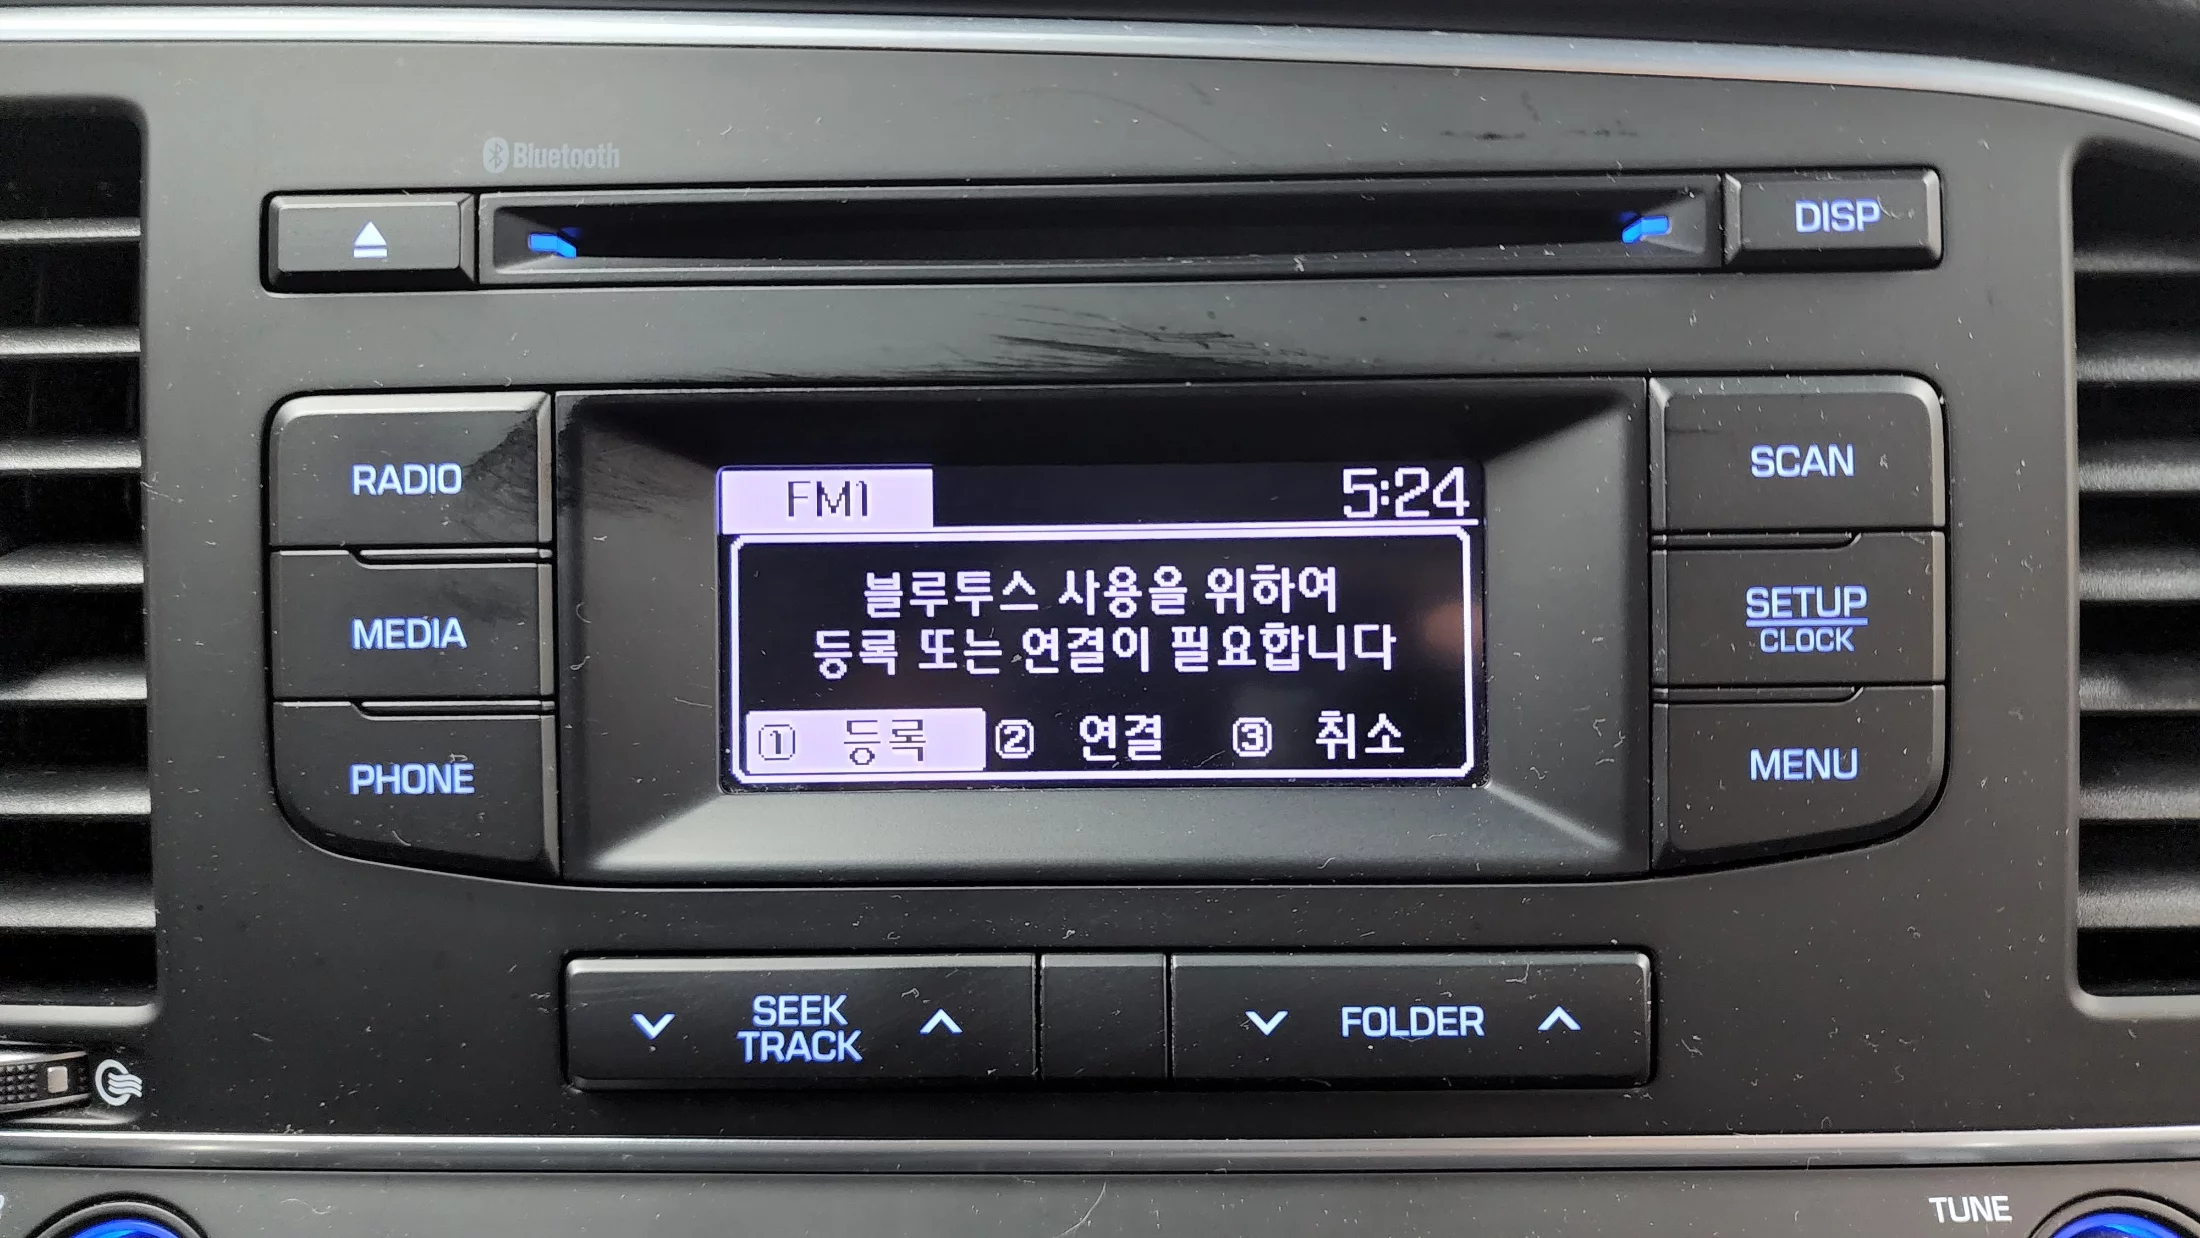 Bluetooth
DISP
RADIO
MEDIA
PHONE
FM1 5:24
블루투스 사용을 위하여
등록 또는 연결이 필요합니다
① 등록 ② 연결 ③ 취소
SCAN
SETUP
CLOCK
MENU
SEEK
TRACK
FOLDER
TUNE